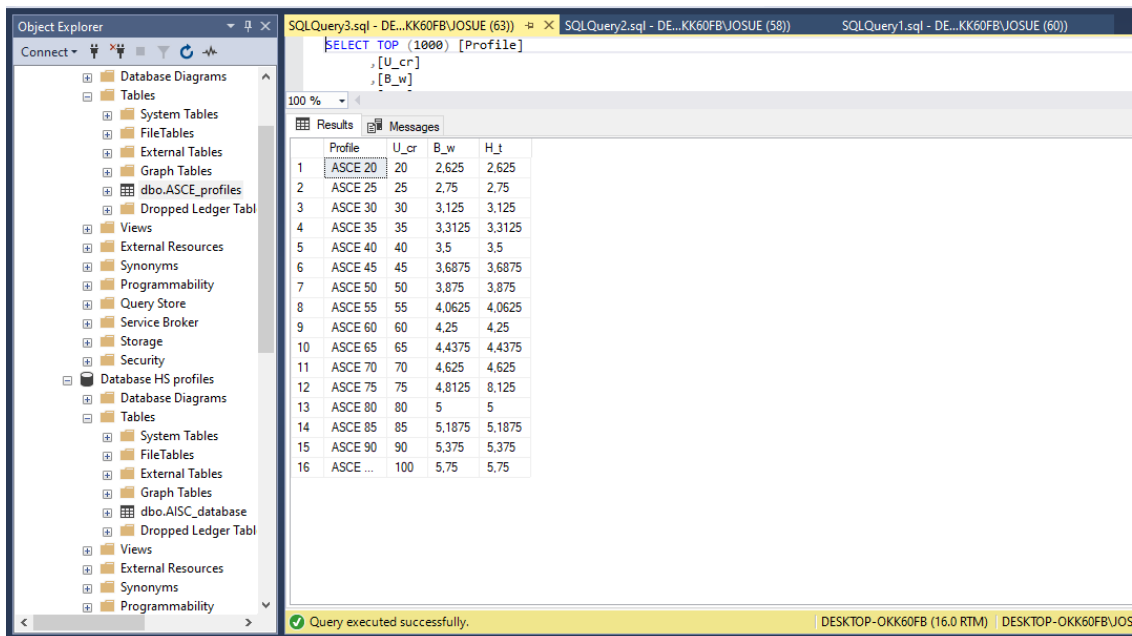 Object Explorer
Connect
Database Diagrams
Tables
System Tables
FileTables
External Tables
Graph Tables
dbo.ASCE_profiles
Dropped Ledger Tabl
Views
External Resources
Synonyms
Programmability
Query Store
Service Broker
Storage
Security
Database HS profiles
Database Diagrams
Tables
System Tables
FileTables
External Tables
Graph Tables
dbo.AISC_database
Dropped Ledger Tabl
Views
External Resources
Synonyms
Programmability
SQLQuery3.sql - DE...KK60FB\JOSUE (63)) SQLQuery2.sql - DE...KK60FB\JOSUE (58)) SQLQuery1.sql - DE...KK60FB\JOSUE (60))
SELECT TOP (1000) [Profile]
,[U_cr]
,[B_w]
100 %
Results Messages
Profile U_cr B_w H_t
1 ASCE 20 20 2,625 2,625
2 ASCE 25 25 2,75 2,75
3 ASCE 30 30 3,125 3,125
4 ASCE 35 35 3,3125 3,3125
5 ASCE 40 40 3,5 3,5
6 ASCE 45 45 3,6875 3,6875
7 ASCE 50 50 3,875 3,875
8 ASCE 55 55 4,0625 4,0625
9 ASCE 60 60 4,25 4,25
10 ASCE 65 65 4,4375 4,4375
11 ASCE 70 70 4,625 4,625
12 ASCE 75 75 4,8125 8,125
13 ASCE 80 80 5 5
14 ASCE 85 85 5,1875 5,1875
15 ASCE 90 90 5,375 5,375
16 ASCE ... 100 5,75 5,75
Query executed successfully. DESKTOP-OKK60FB (16.0 RTM) DESKTOP-OKK60FB\JOS